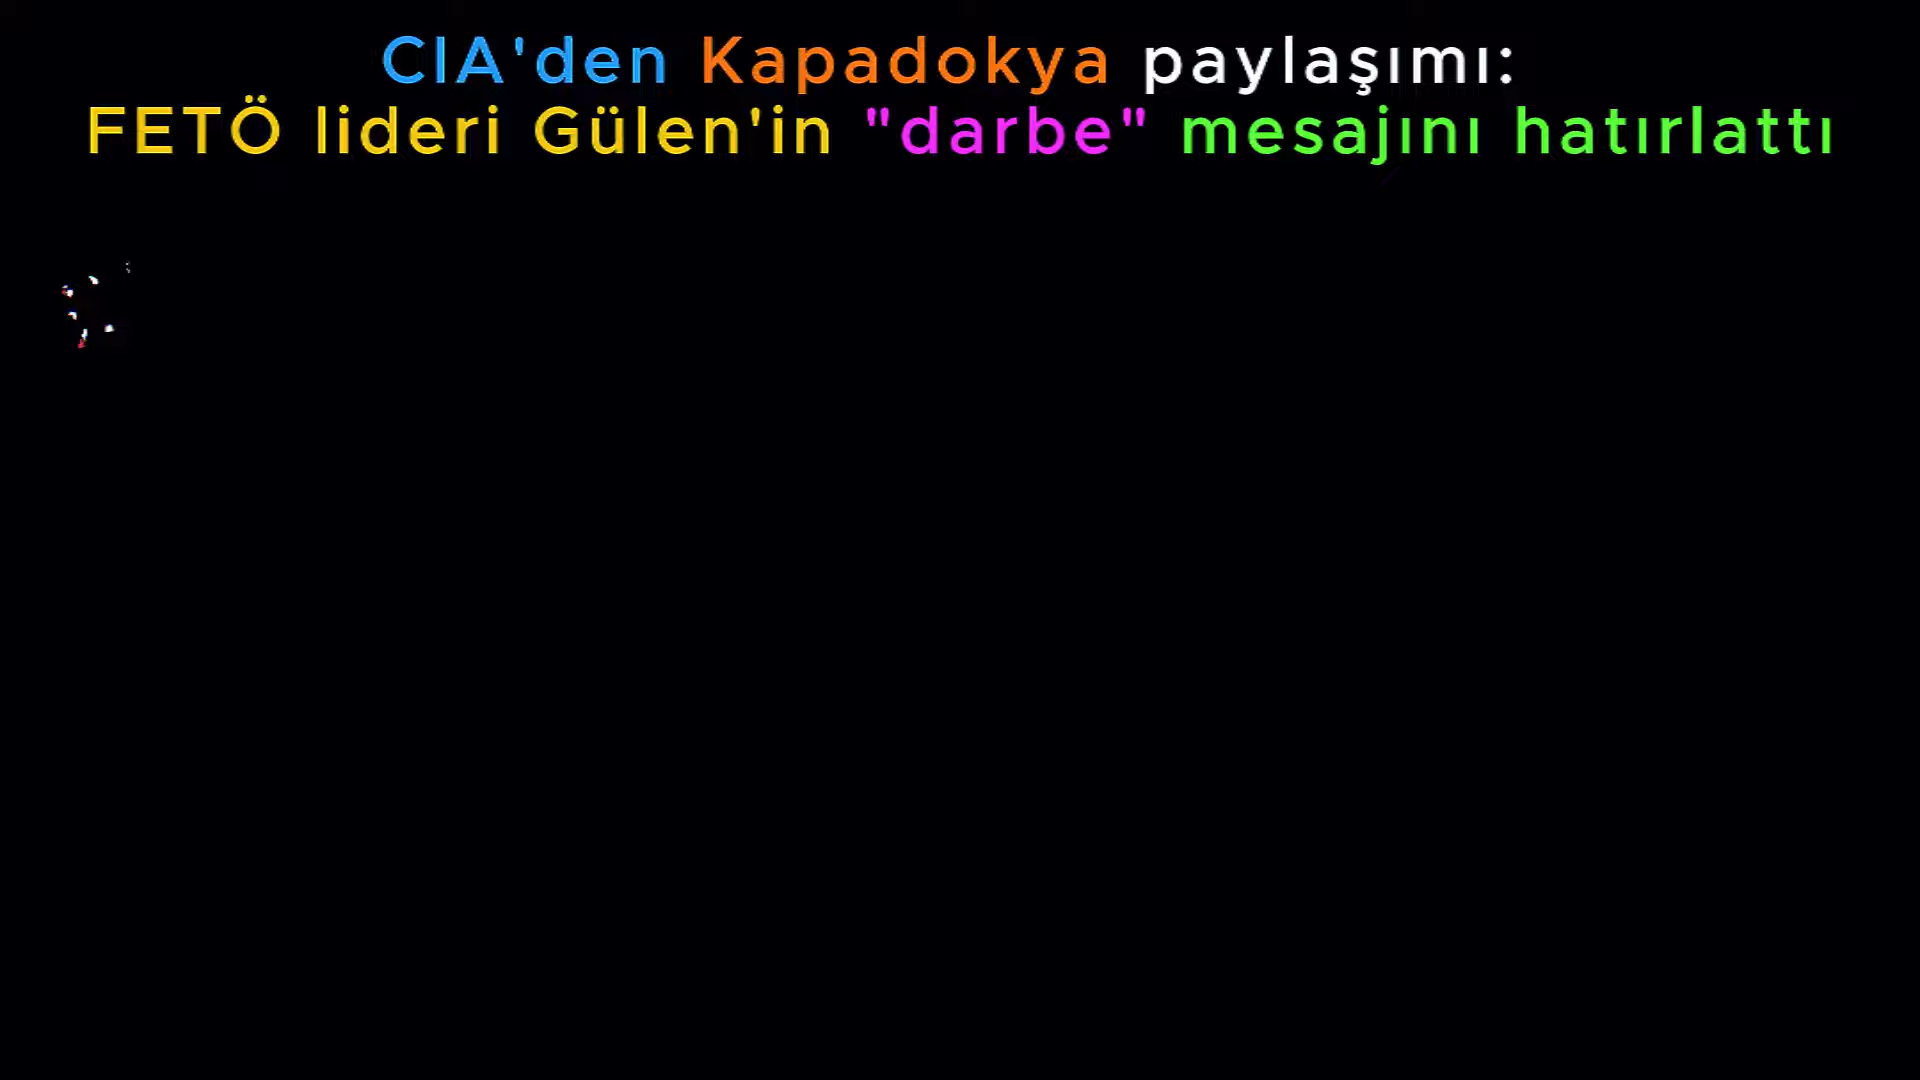 CIA'den Kapadokya paylaşımı:
FETÖ lideri Gülen'in "darbe" mesajını hatırlattı